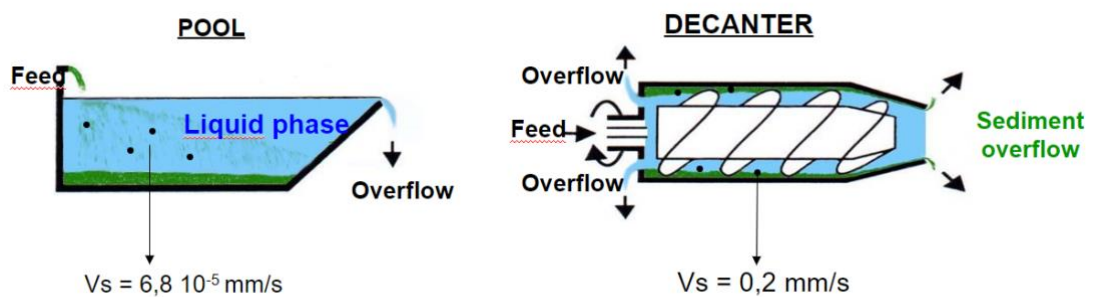 POOL
Feed
Liquid phase
Overflow
Vs = 6,8 10⁻⁵ mm/s
DECANTER
Overflow
Feed
Overflow
Sediment
overflow
Vs = 0,2 mm/s